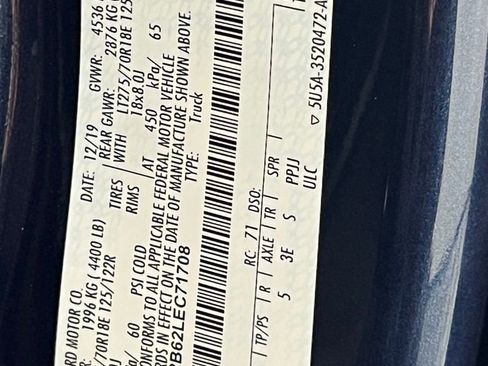 RD MOTOR CO. DATE: 12/19 GVWR: 4536
1996 KG (4400 LB) REAR GAWR: 2876 KG
/70R18E 125/122R TIRES WITH LT275/70R18E 125
J RIMS 18x8.0J
a/ 60 PSI COLD AT 450 kPa/ 65
CONFORMS TO ALL APPLICABLE FEDERAL MOTOR VEHICLE
RDS IN EFFECT ON THE DATE OF MANUFACTURE SHOWN ABOVE.
PB62LEC71708 TYPE: Truck
RC: 71 DSO:
TP/PS R AXLE TR SPR
5 3E S PPJJ
ULC
5U5A-3520472-A